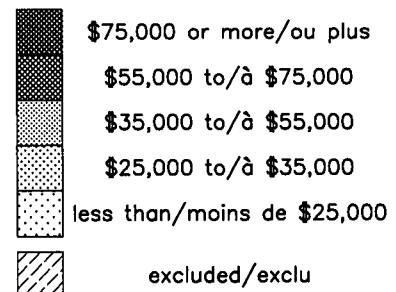 $75,000 or more/ou plus
$55,000 to/à $75,000
$35,000 to/à $55,000
$25,000 to/à $35,000
less than/moins de $25,000
excluded/exclu